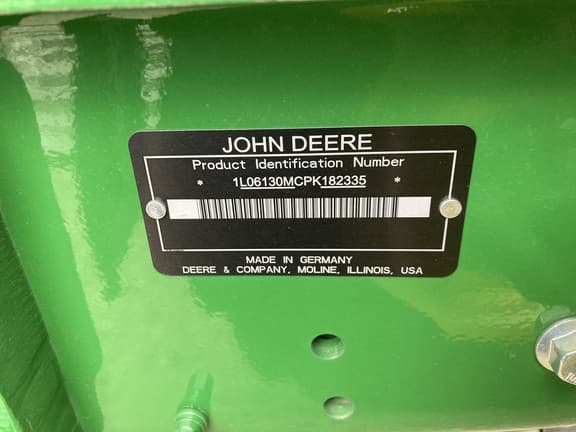 JOHN DEERE
Product Identification Number
* 1L06130MCPK182335 *
MADE IN GERMANY
DEERE & COMPANY, MOLINE, ILLINOIS, USA